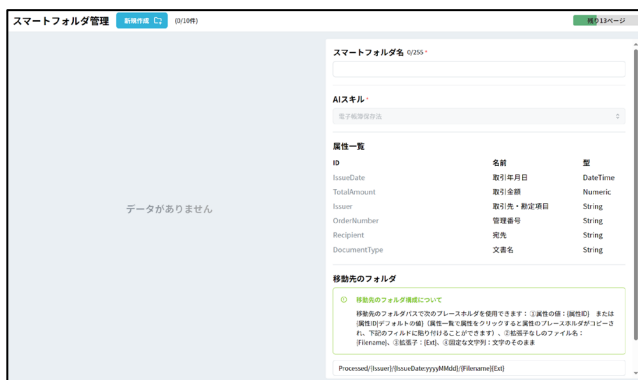 スマートフォルダ管理 新規作成 (0/10件) 残り13ページ
スマートフォルダ名 0/255 *
AIスキル *
電子帳簿保存法
データがありません
属性一覧
ID 名前 型
IssueDate 取引年月日 DateTime
TotalAmount 取引金額 Numeric
Issuer 取引先・勘定項目 String
OrderNumber 管理番号 String
Recipient 宛先 String
DocumentType 文書名 String
移動先のフォルダ
移動先のフォルダ構成について
移動先のフォルダパスで次のプレースホルダを使用できます：①属性の値：{属性ID} または
{属性ID|デフォルトの値}（属性一覧で属性をクリックすると属性のプレースホルダがコピーさ
れ、下記のフィールドに貼り付けることができます）、②拡張子なしのファイル名：
{Filename}、③拡張子：{Ext}、④固定な文字列：文字のそのまま
Processed/{Issuer}/{IssueDate:yyyyMMdd}/{Filename}{Ext}